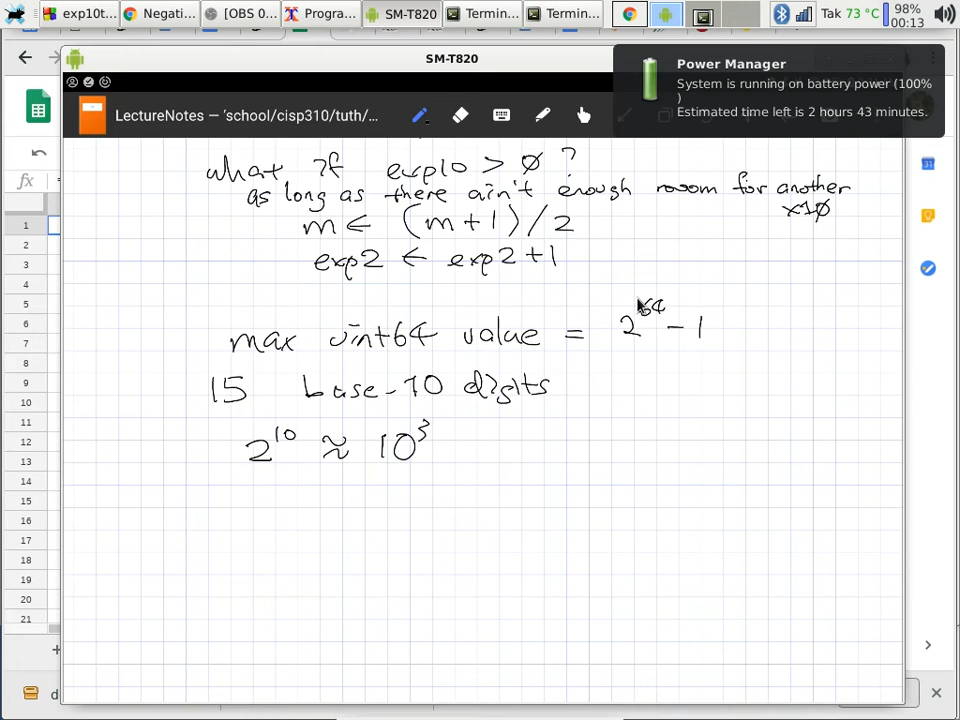 exp10t... Negati... [OBS 0... Progra... SM-T820 Termin... Termin... Tak 73 °C 98% 00:13
SM-T820
Power Manager
System is running on battery power (100%
)
Estimated time left is 2 hours 43 minutes.
LectureNotes — 'school/cisp310/tuth/...
fx
what if exp10 > 0 ?
as long as there ain't enough rooom for another
x10
m ← (m+1)/2
exp2 ← exp2+1
max uint64 value = 2^64 - 1
15 base-10 digits
2^10 ≈ 10^3
1
2
3
4
5
6
7
8
9
10
11
12
13
14
15
16
17
18
19
20
21
31
d